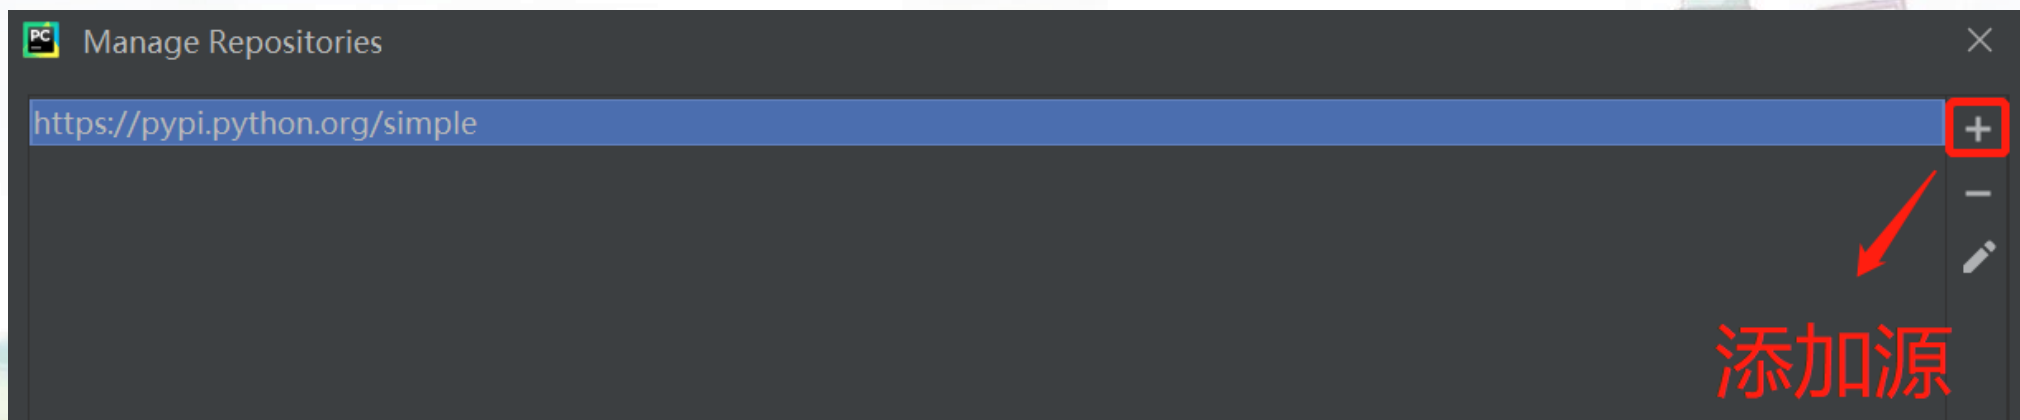 PC Manage Repositories
https://pypi.python.org/simple
添加源